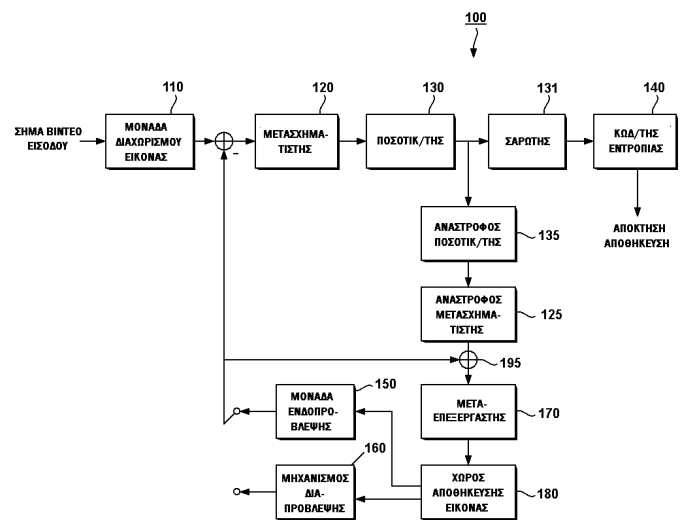 100
110
120
130
131
140
ΣΗΜΑ ΒΙΝΤΕΟ
ΕΙΣΟΔΟΥ
ΜΟΝΑΔΑ
ΔΙΑΧΩΡΙΣΜΟΥ
ΕΙΚΟΝΑΣ
–
ΜΕΤΑΣΧΗΜΑ-
ΤΙΣΤΗΣ
ΠΟΣΟΤΙΚ/ΤΗΣ
ΣΑΡΩΤΗΣ
ΚΩΔ/ΤΗΣ
ΕΝΤΡΟΠΙΑΣ
ΑΝΑΣΤΡΟΦΟΣ
ΠΟΣΟΤΙΚ/ΤΗΣ
135
ΑΠΟΚΤΗΣΗ
ΑΠΟΘΗΚΕΥΣΗ
ΑΝΑΣΤΡΟΦΟΣ
ΜΕΤΑΣΧΗΜΑ-
ΤΙΣΤΗΣ
125
195
150
ΜΟΝΑΔΑ
ΕΝΔΟΠΡΟ-
ΒΛΕΨΗΣ
ΜΕΤΑ-
ΕΠΕΞΕΡΓΑΣΤΗΣ
170
160
ΜΗΧΑΝΙΣΜΟΣ
ΔΙΑ-
ΠΡΟΒΛΕΨΗΣ
ΧΩΡΟΣ
ΑΠΟΘΗΚΕΥΣΗΣ
ΕΙΚΟΝΑΣ
180